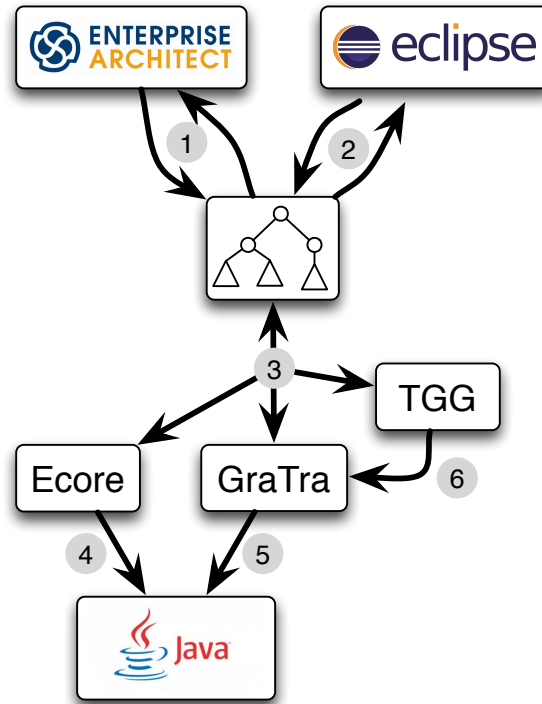 ENTERPRISE
ARCHITECT
eclipse
1
2
3
TGG
Ecore
GraTra
6
4
5
Java